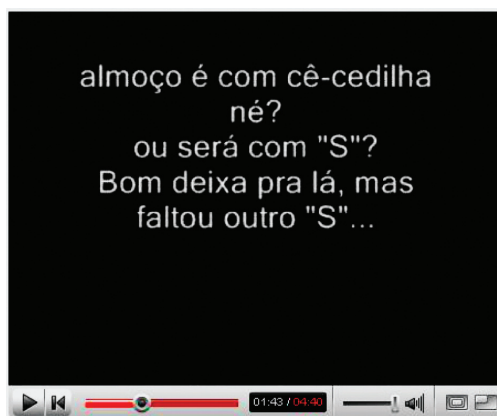 almoço é com cê-cedilha
né?
ou será com "S"?
Bom deixa pra lá, mas
faltou outro "S"...
01:43 / 04:40